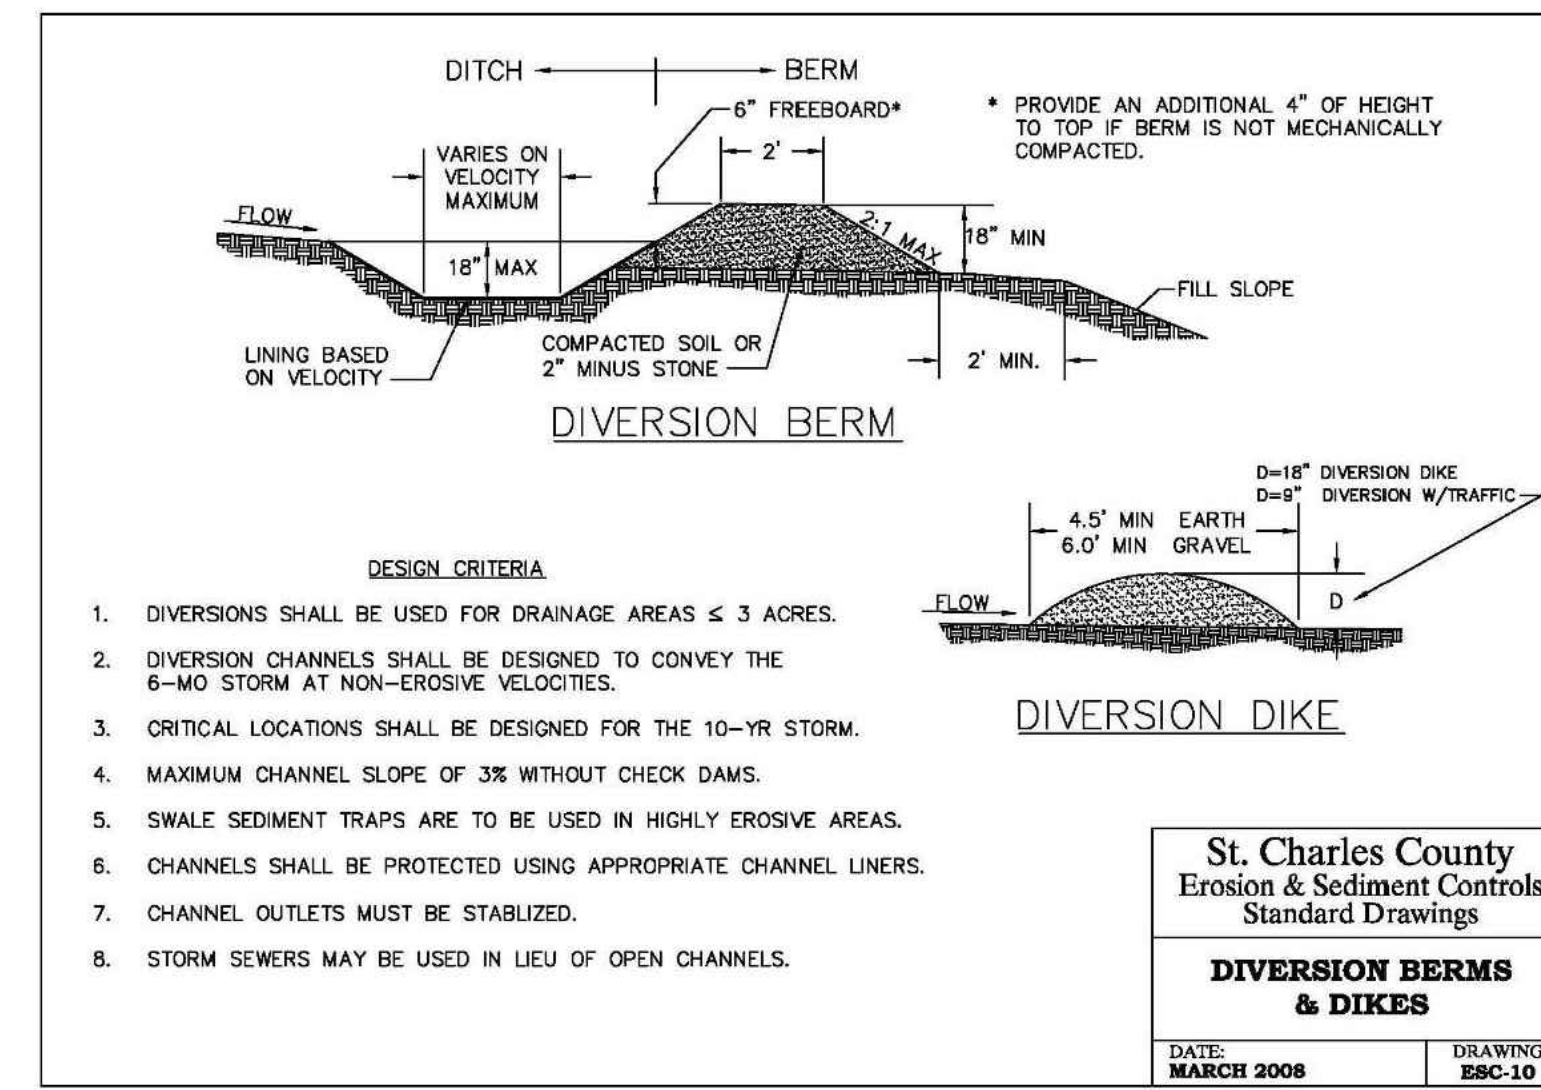 DITCH
BERM
6" FREEBOARD*
* PROVIDE AN ADDITIONAL 4" OF HEIGHT
TO TOP IF BERM IS NOT MECHANICALLY
COMPACTED.
2'
VARIES ON
VELOCITY
MAXIMUM
FLOW
2:1 MAX
18" MIN
18" MAX
FILL SLOPE
LINING BASED
ON VELOCITY
COMPACTED SOIL OR
2" MINUS STONE
2' MIN.
DIVERSION BERM
D=18" DIVERSION DIKE
D=9" DIVERSION W/TRAFFIC
4.5' MIN EARTH
6.0' MIN GRAVEL
FLOW
D
DIVERSION DIKE
DESIGN CRITERIA
1. DIVERSIONS SHALL BE USED FOR DRAINAGE AREAS ≤ 3 ACRES.
2. DIVERSION CHANNELS SHALL BE DESIGNED TO CONVEY THE
6-MO STORM AT NON-EROSIVE VELOCITIES.
3. CRITICAL LOCATIONS SHALL BE DESIGNED FOR THE 10-YR STORM.
4. MAXIMUM CHANNEL SLOPE OF 3% WITHOUT CHECK DAMS.
5. SWALE SEDIMENT TRAPS ARE TO BE USED IN HIGHLY EROSIVE AREAS.
6. CHANNELS SHALL BE PROTECTED USING APPROPRIATE CHANNEL LINERS.
7. CHANNEL OUTLETS MUST BE STABLIZED.
8. STORM SEWERS MAY BE USED IN LIEU OF OPEN CHANNELS.
St. Charles County
Erosion & Sediment Controls
Standard Drawings
DIVERSION BERMS
& DIKES
DATE:
MARCH 2008
DRAWING
ESC-10